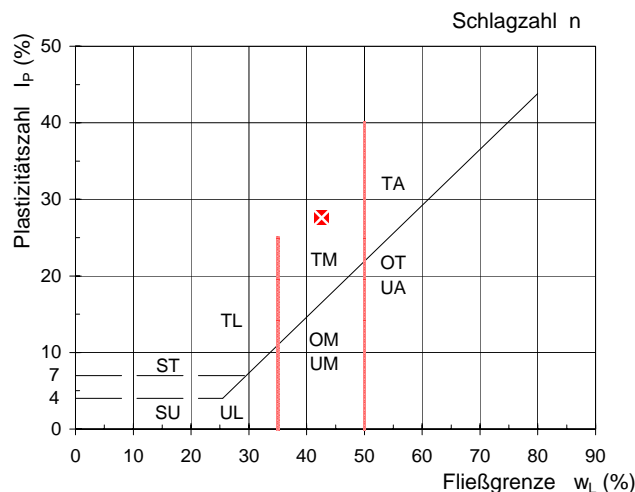 Schlagzahl n
Plastizitätszahl I_P (%)
50
40
30
20
10
7
4
0
TA
TM
OT
UA
TL
OM
UM
ST
SU
UL
0 10 20 30 40 50 60 70 80 90
Fließgrenze w_L (%)